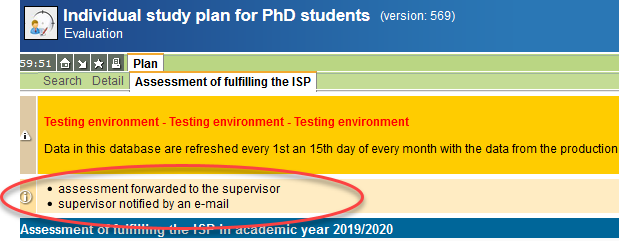 Individual study plan for PhD students (version: 569)
Evaluation
59:51 Plan
Search Detail Assessment of fulfilling the ISP
Testing environment - Testing environment - Testing environment
Data in this database are refreshed every 1st an 15th day of every month with the data from the production
• assessment forwarded to the supervisor
• supervisor notified by an e-mail
Assessment of fulfilling the ISP in academic year 2019/2020